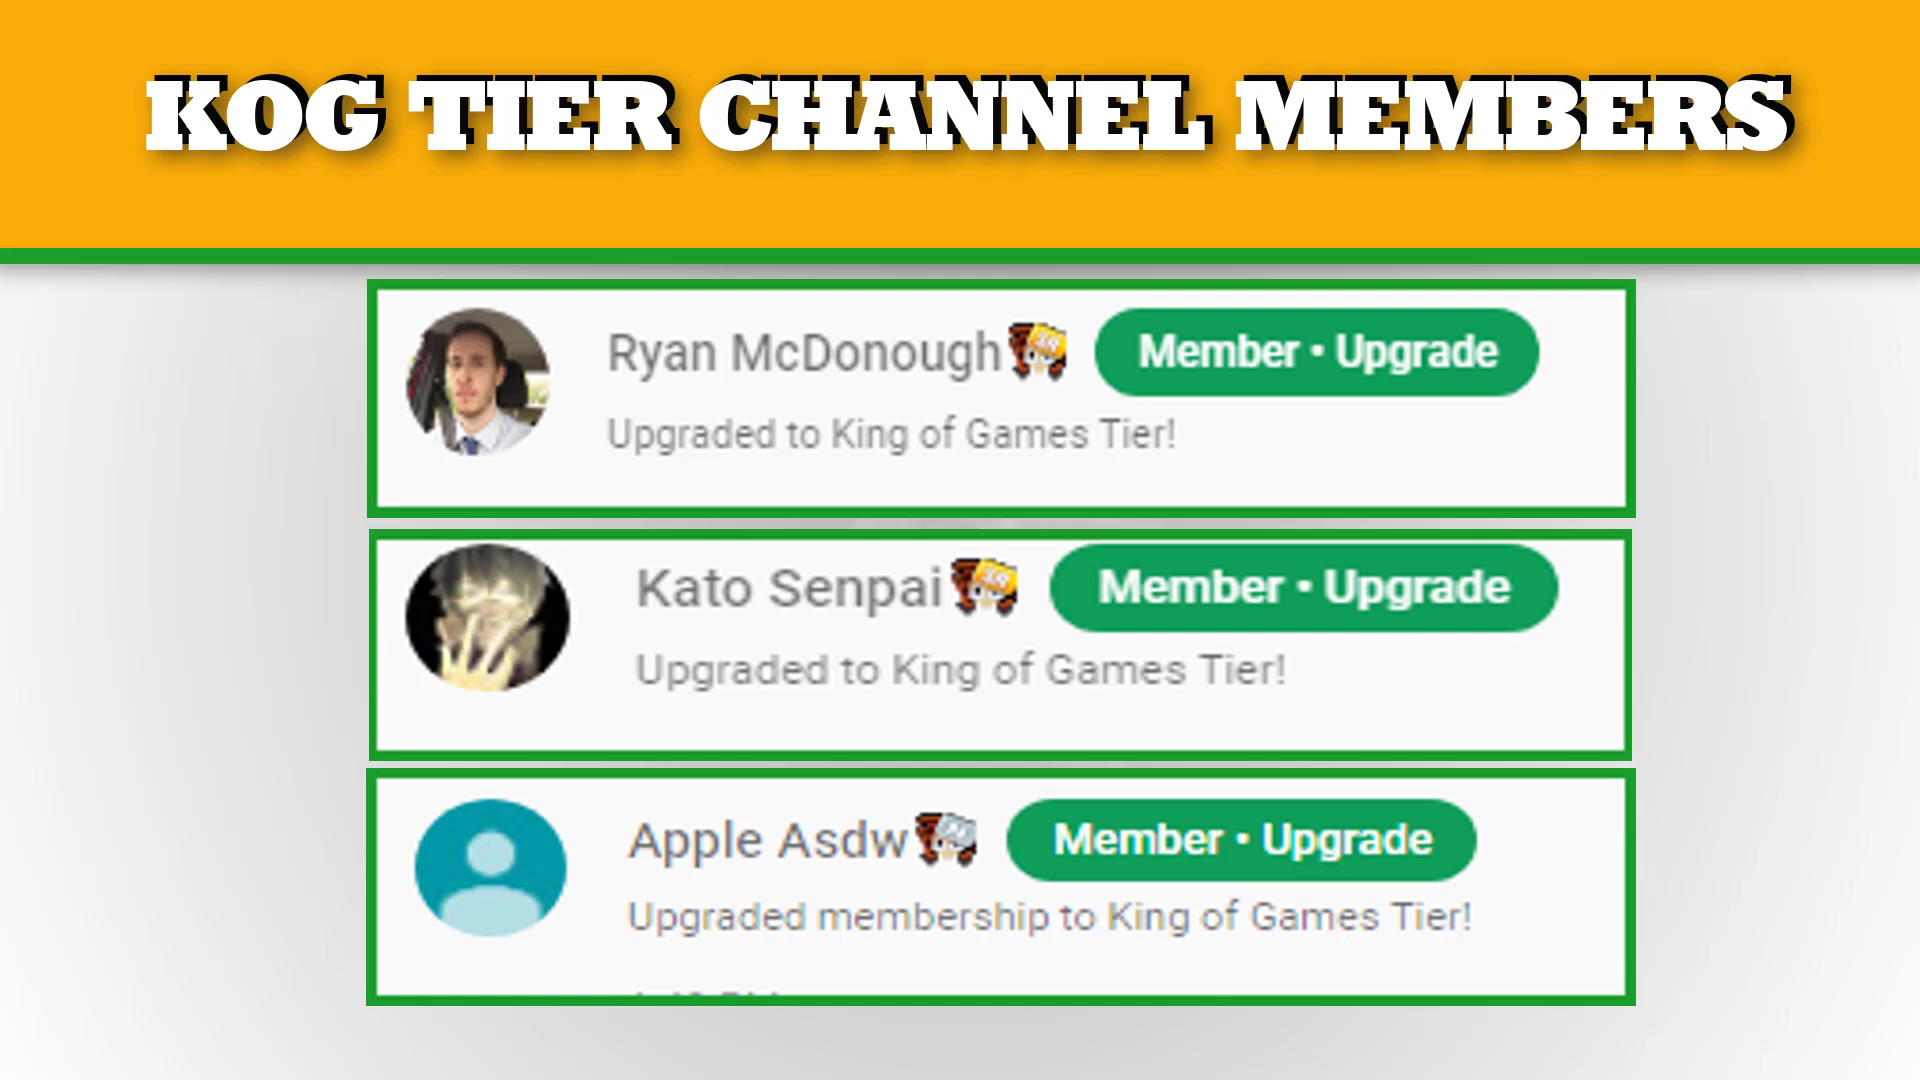 KOG TIER CHANNEL MEMBERS
Ryan McDonough Member • Upgrade
Upgraded to King of Games Tier!
Kato Senpai Member • Upgrade
Upgraded to King of Games Tier!
Apple Asdw Member • Upgrade
Upgraded membership to King of Games Tier!